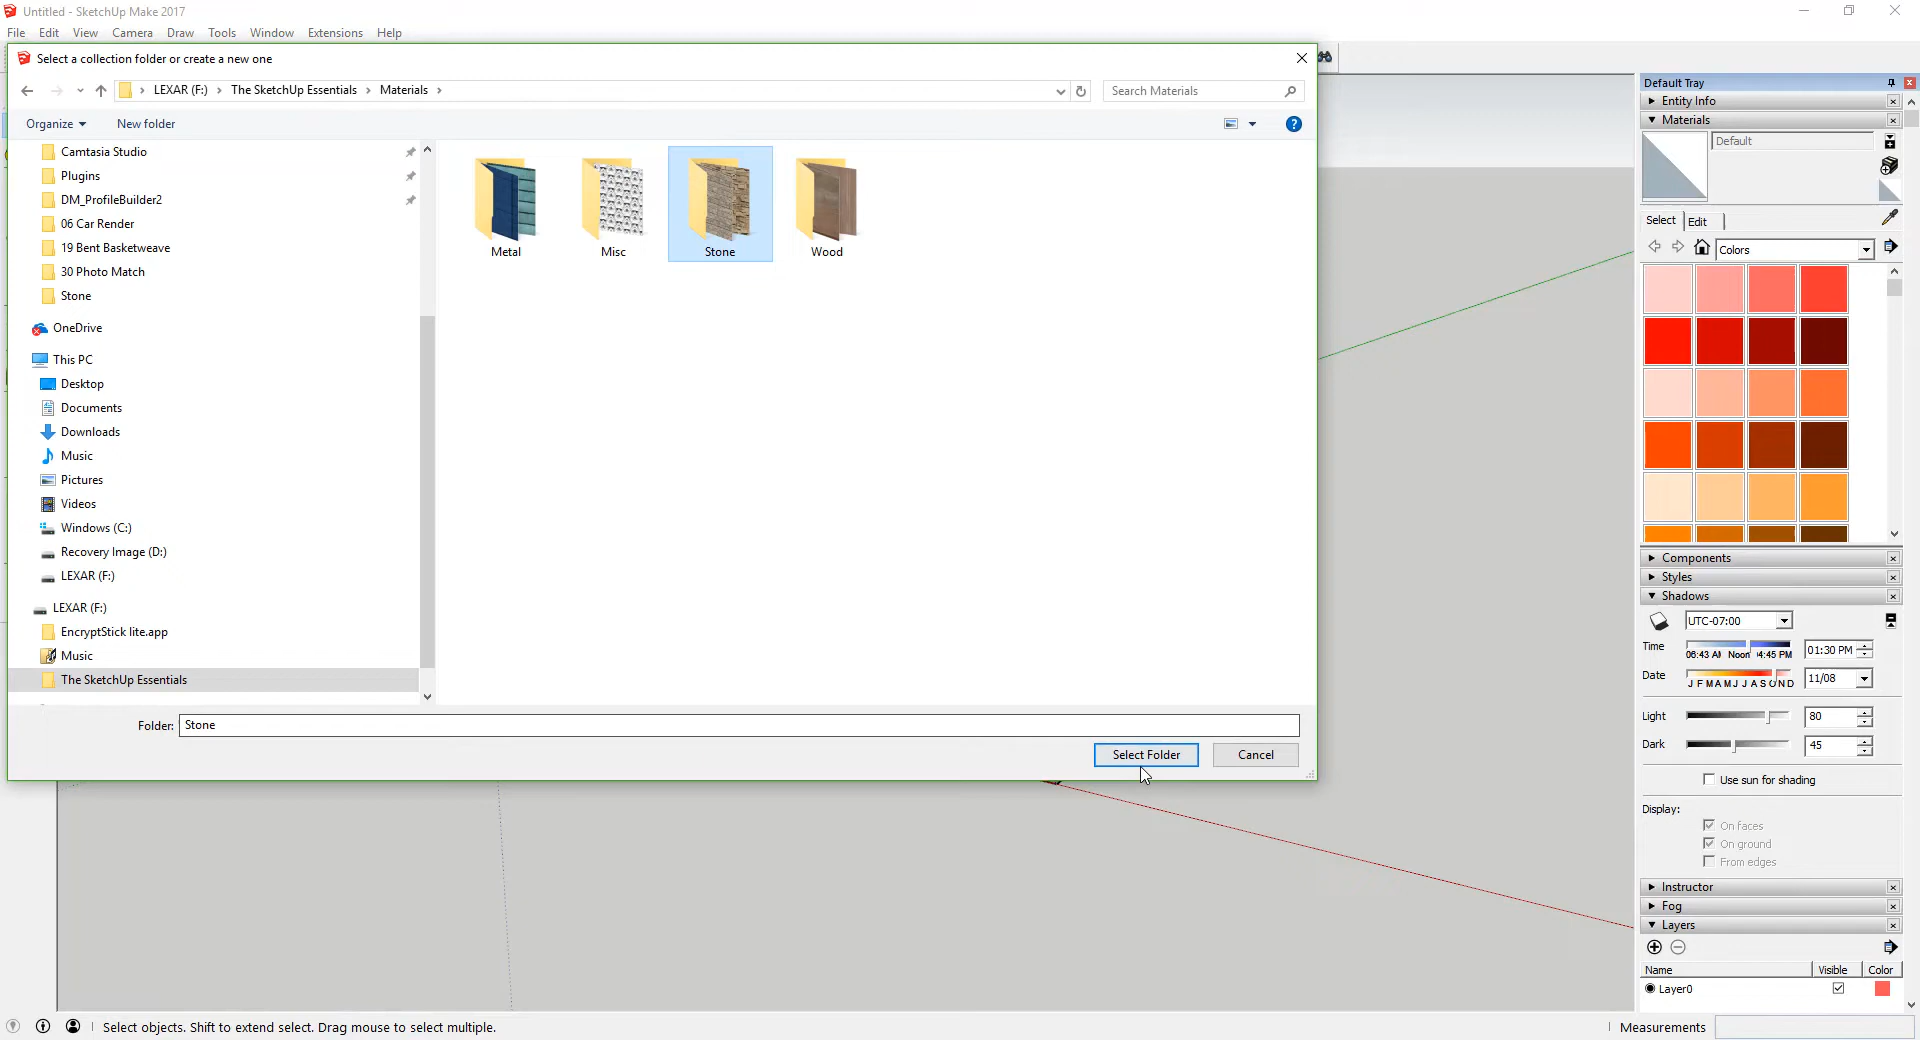 Untitled - SketchUp Make 2017
File Edit View Camera Draw Tools Window Extensions Help
Select a collection folder or create a new one
LEXAR (F:) The SketchUp Essentials Materials
Search Materials
Organize New folder
Camtasia Studio
Plugins
DM_ProfileBuilder2
06 Car Render
19 Bent Basketweave
30 Photo Match
Stone
OneDrive
This PC
Desktop
Documents
Downloads
Music
Pictures
Videos
Windows (C:)
Recovery Image (D:)
LEXAR (F:)
LEXAR (F:)
EncryptStick lite.app
Music
The SketchUp Essentials
Metal Misc Stone Wood
Folder: Stone
Select Folder Cancel
Default Tray
Entity Info
Materials
Default
Select Edit
Colors
Components
Styles
Shadows
UTC-07:00
Time 06:43 Noon 4:45 PM 01:30 PM
Date J F M A M J J A S O N D 11/08
Light 80
Dark 45
Use sun for shading
Display:
On faces
On ground
From edges
Instructor
Fog
Layers
Name Visible Color
Layer0
Select objects. Shift to extend select. Drag mouse to select multiple.
Measurements